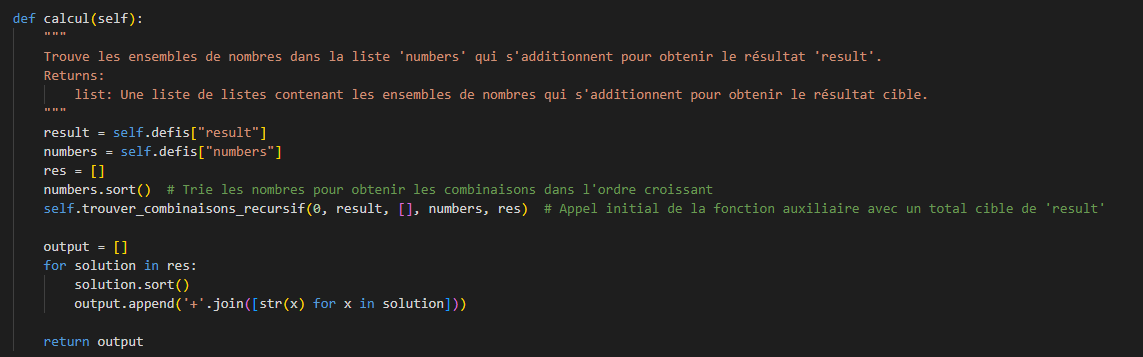 def calcul(self):
    """
    Trouve les ensembles de nombres dans la liste 'numbers' qui s'additionnent pour obtenir le résultat 'result'.
    Returns:
        list: Une liste de listes contenant les ensembles de nombres qui s'additionnent pour obtenir le résultat cible.
    """
    result = self.defis["result"]
    numbers = self.defis["numbers"]
    res = []
    numbers.sort()  # Trie les nombres pour obtenir les combinaisons dans l'ordre croissant
    self.trouver_combinaisons_recursif(0, result, [], numbers, res)  # Appel initial de la fonction auxiliaire avec un total cible de 'result'

    output = []
    for solution in res:
        solution.sort()
        output.append('+'.join([str(x) for x in solution]))

    return output